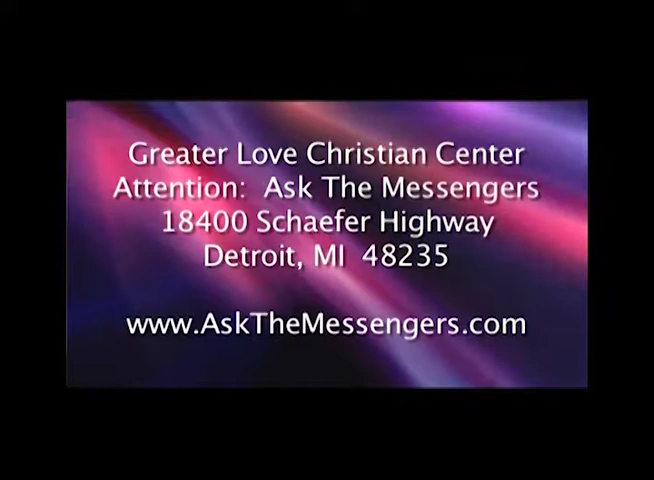 Greater Love Christian Center
Attention:  Ask The Messengers
18400 Schaefer Highway
Detroit, MI  48235
www.AskTheMessengers.com